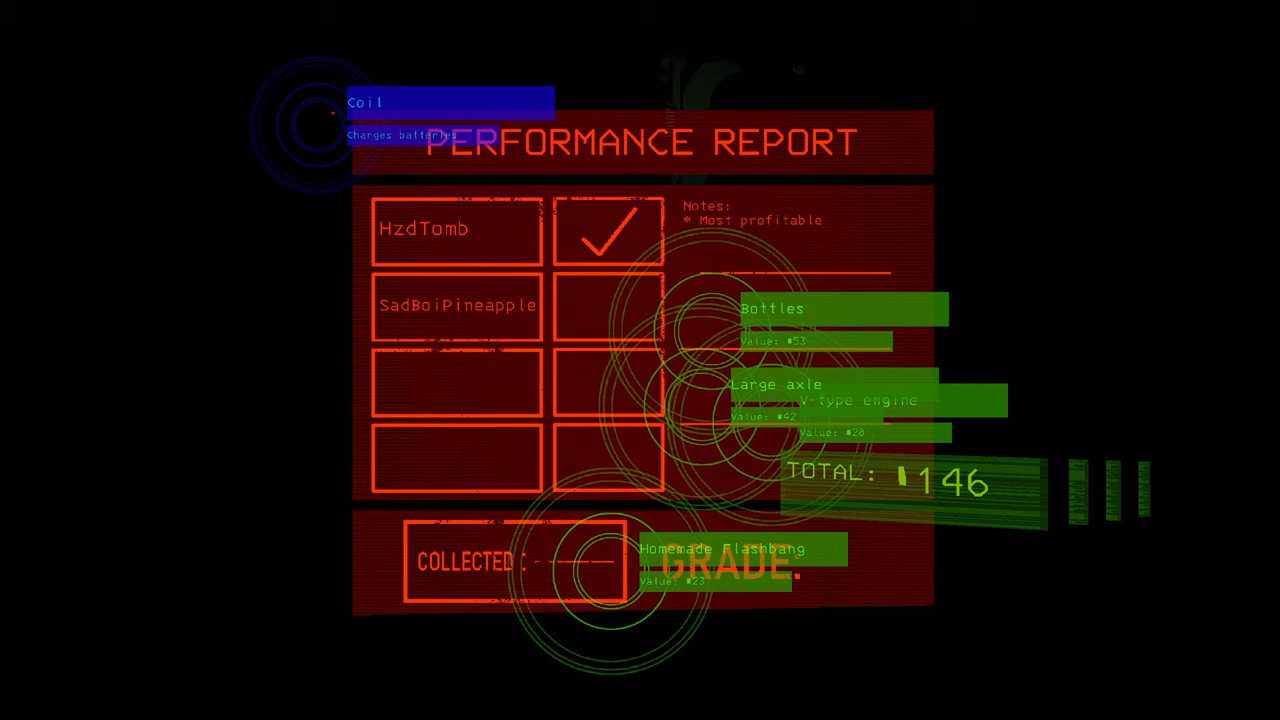 Coil
Charges batteries
PERFORMANCE REPORT
HzdTomb
Notes:
* Most profitable
SadBoiPineapple
Bottles
Value: ▮53
Large axle
Value: ▮42
V-type engine
Value: ▮28
TOTAL: ▮146
COLLECTED:
Homemade Flashbang
GRADE:
Value: ▮23